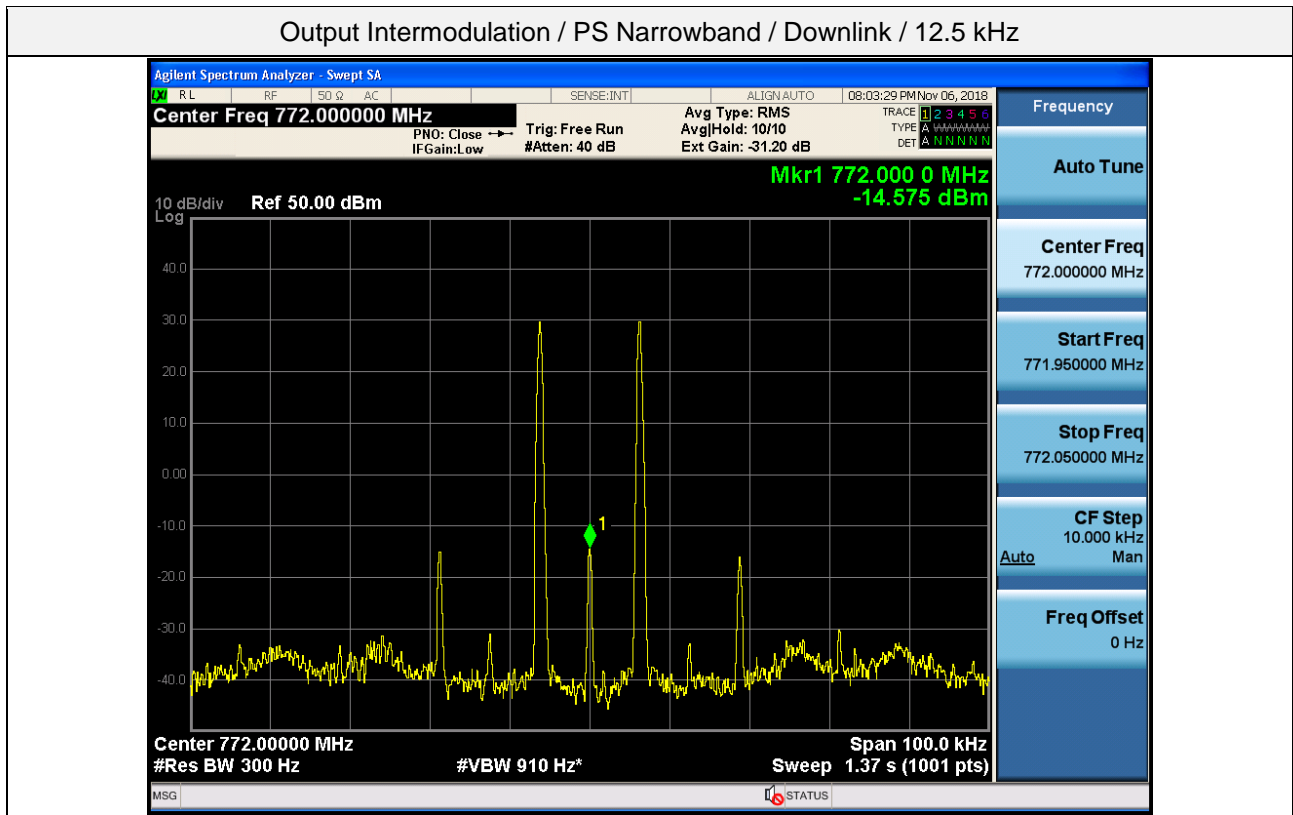 Output Intermodulation / PS Narrowband / Downlink / 12.5 kHz
Agilent Spectrum Analyzer - Swept SA
LXI RL RF 50 Ω AC SENSE:INT ALIGN AUTO 08:03:29 PM Nov 06, 2018
Center Freq 772.000000 MHz
PNO: Close
IFGain:Low
Trig: Free Run
#Atten: 40 dB
Avg Type: RMS
Avg|Hold: 10/10
Ext Gain: -31.20 dB
TRACE 1 2 3 4 5 6
TYPE A WWWWW
DET A N N N N N
Mkr1 772.000 0 MHz
-14.575 dBm
10 dB/div Ref 50.00 dBm
Log
40.0
30.0
20.0
10.0
0.00
-10.0
-20.0
-30.0
-40.0
1
Center 772.00000 MHz Span 100.0 kHz
#Res BW 300 Hz #VBW 910 Hz* Sweep 1.37 s (1001 pts)
MSG STATUS
Frequency
Auto Tune
Center Freq
772.000000 MHz
Start Freq
771.950000 MHz
Stop Freq
772.050000 MHz
CF Step
10.000 kHz
Auto Man
Freq Offset
0 Hz